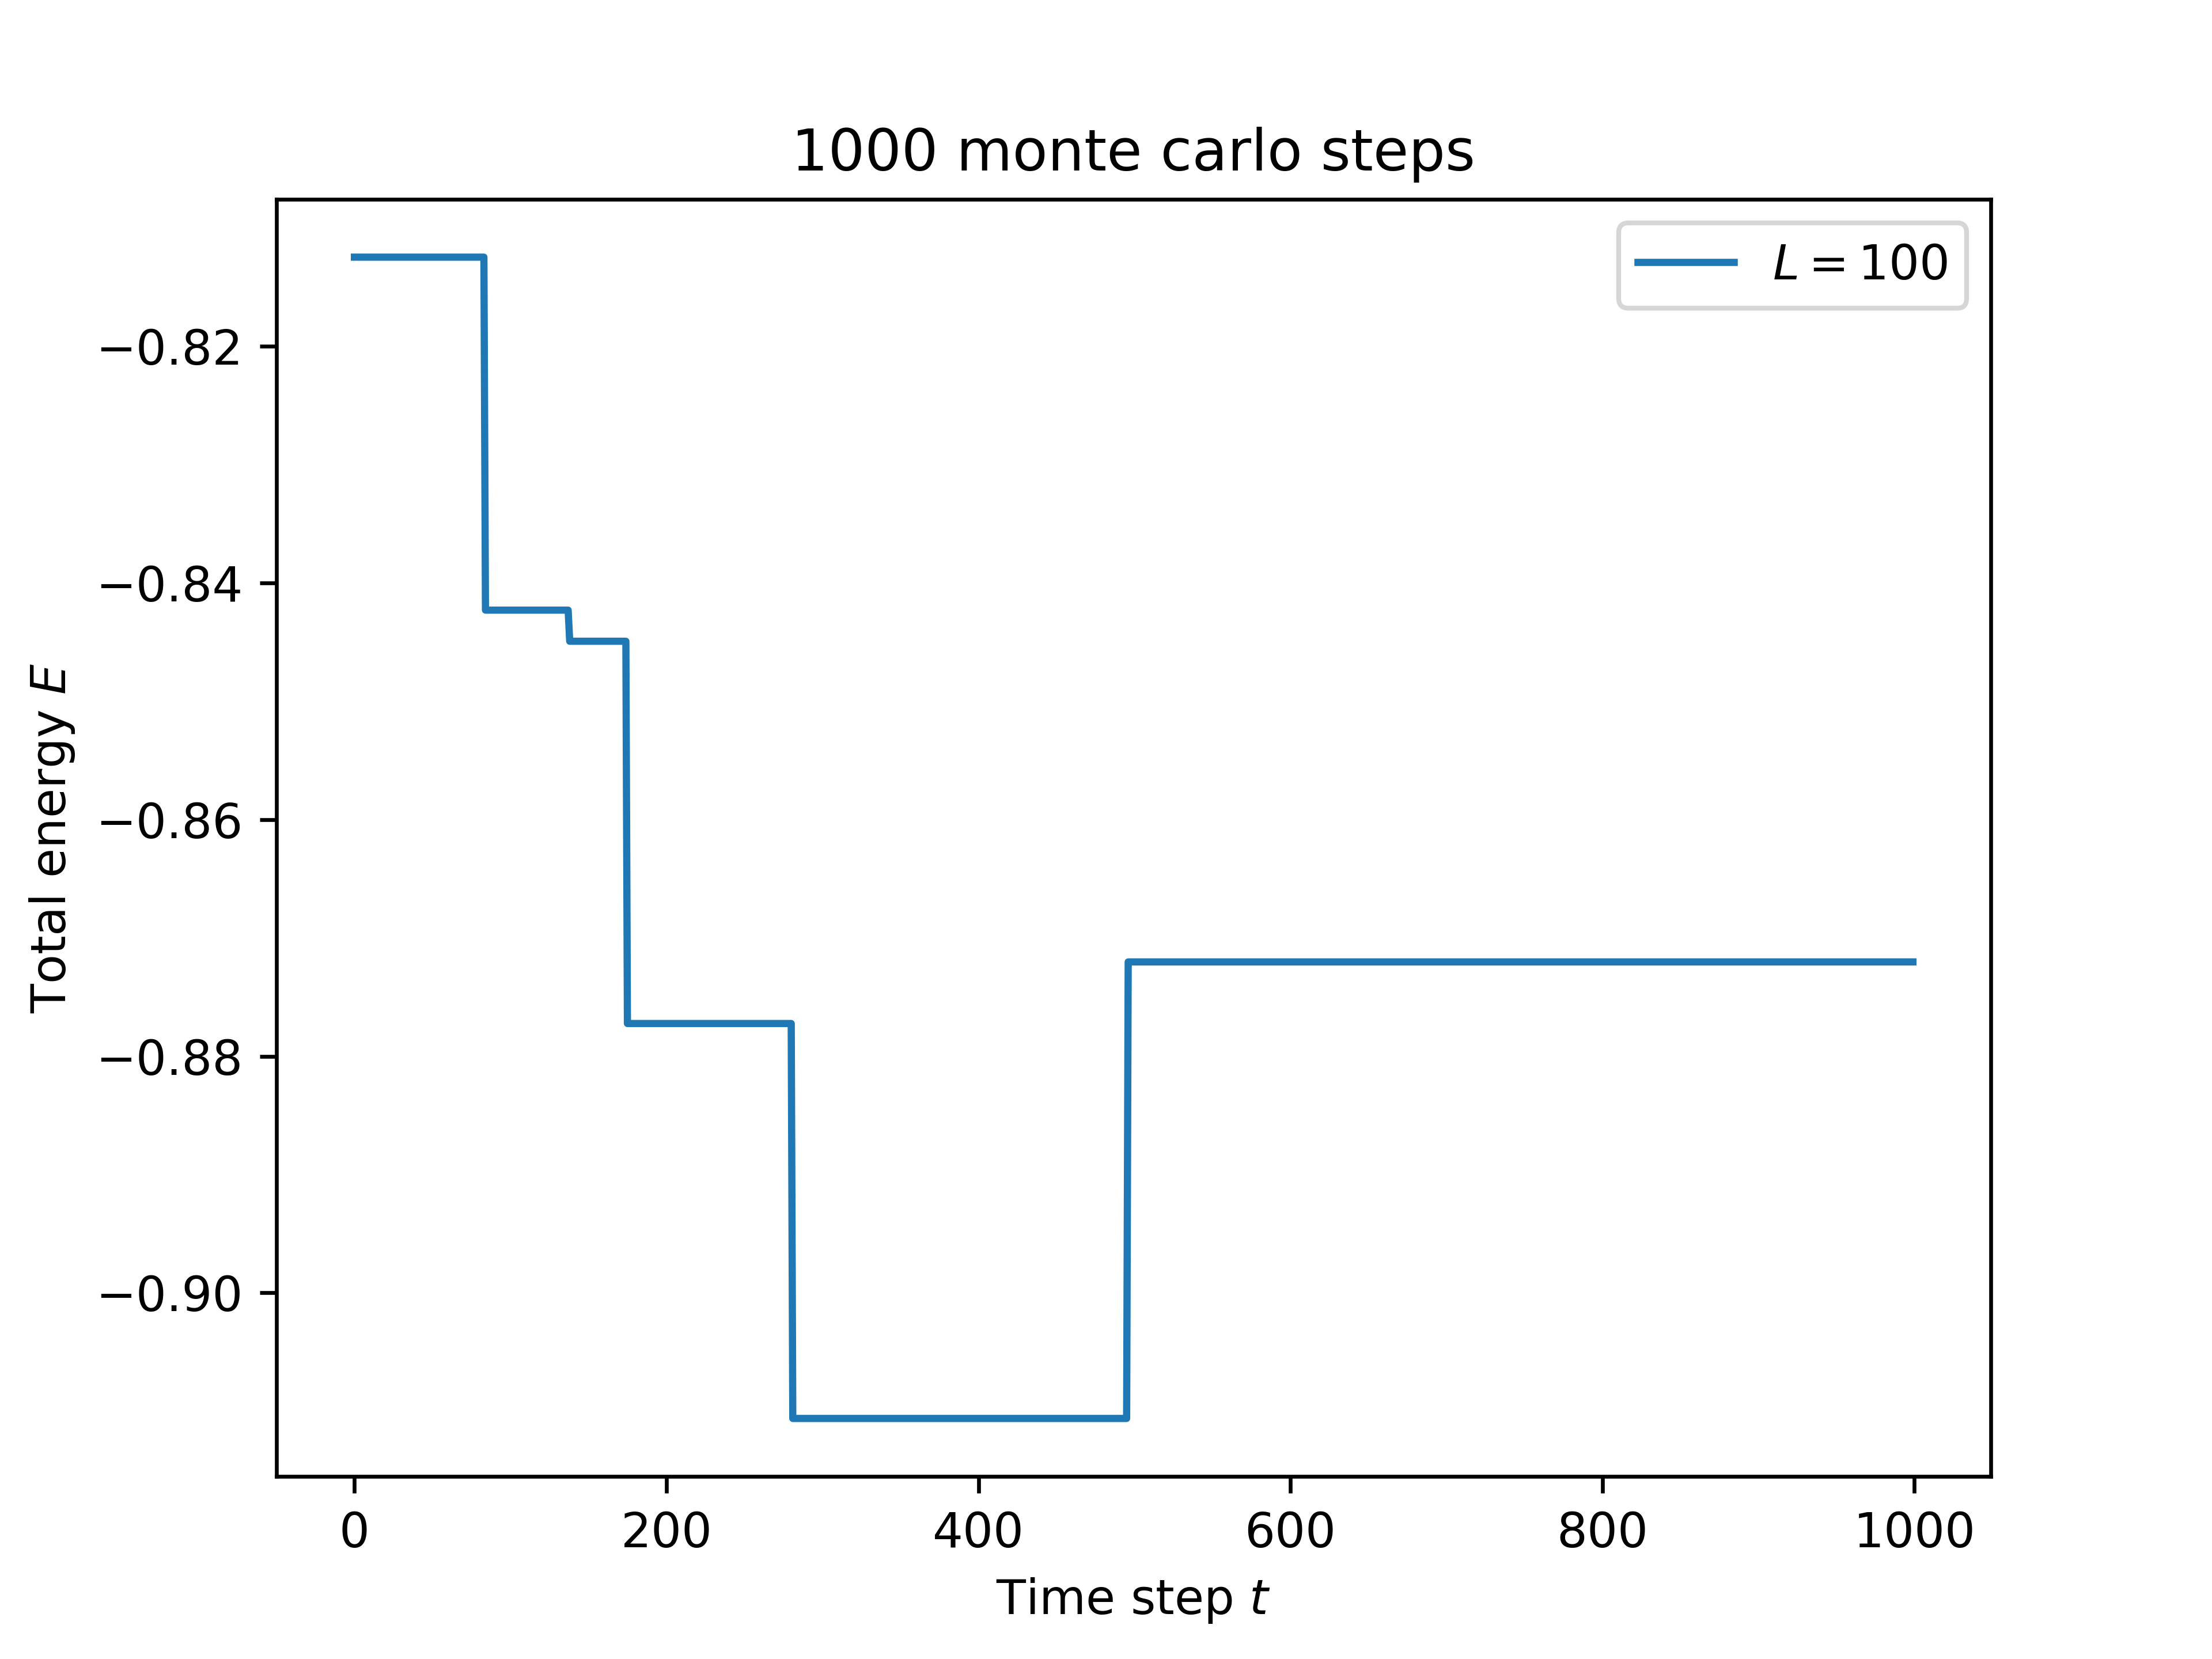 1000 monte carlo steps
L = 100
Total energy E
−0.82
−0.84
−0.86
−0.88
−0.90
0 200 400 600 800 1000
Time step t